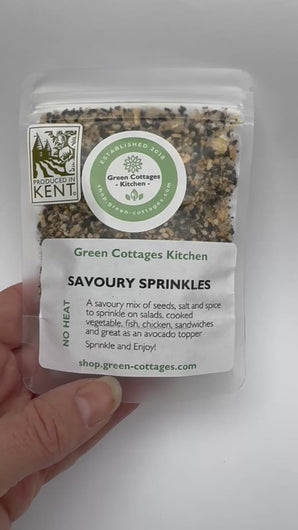 ESTABLISHED 2018
Green Cottages
- Kitchen -
shop.green-cottages.com
PRODUCED IN
KENT
Green Cottages Kitchen
SAVOURY SPRINKLES
NO HEAT
A savoury mix of seeds, salt and spice
to sprinkle on salads, cooked
vegetable, fish, chicken, sandwiches
and great as an avocado topper
Sprinkle and Enjoy!
shop.green-cottages.com